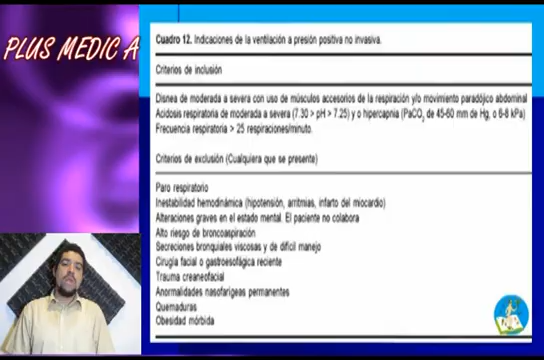 PLUS MEDIC A
Cuadro 12. Indicaciones de la ventilación a presión positiva no invasiva.
Criterios de inclusión
Disnea de moderada a severa con uso de músculos accesorios de la respiración y/o movimiento paradójico abdominal
Acidosis respiratoria de moderada a severa (7.30 > pH > 7.25) y o hipercapnia (PaCO2 de 45-60 mm de Hg, o 6-8 kPa)
Frecuencia respiratoria > 25 respiraciones/minuto.
Criterios de exclusión (Cualquiera que se presente)
Paro respiratorio
Inestabilidad hemodinámica (hipotensión, arritmias, infarto del miocardio)
Alteraciones graves en el estado mental. El paciente no colabora
Alto riesgo de broncoaspiración
Secreciones bronquiales viscosas y de difícil manejo
Cirugía facial o gastroesofágica reciente
Trauma creaneofacial
Anormalidades nasofarígeas permanentes
Quemaduras
Obesidad mórbida